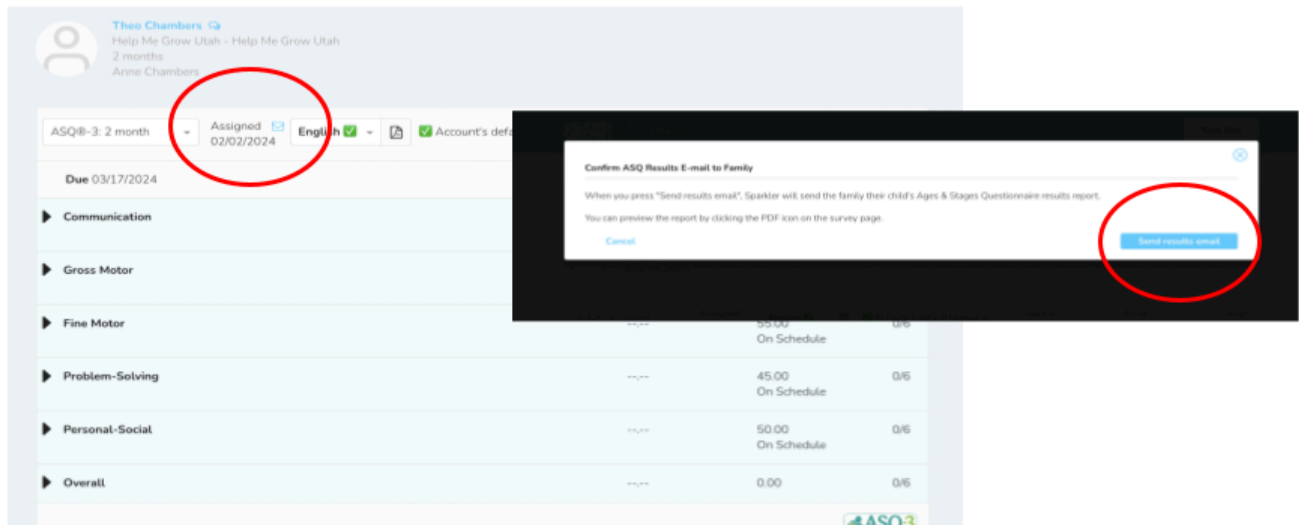 Theo Chambers
Help Me Grow Utah - Help Me Grow Utah
2 months
Anne Chambers
ASQ®-3: 2 month
Assigned
02/02/2024
English
Account's defa
Due 03/17/2024
Communication
Gross Motor
Fine Motor --.-- 55.00 0/6
On Schedule
Problem-Solving --.-- 45.00 0/6
On Schedule
Personal-Social --.-- 50.00 0/6
On Schedule
Overall --.-- 0.00 0/6
ASQ-3
Confirm ASQ Results E-mail to Family
When you press "Send results email", Sparkler will send the family their child's Ages & Stages Questionnaire results report.
You can preview the report by clicking the PDF icon on the survey page.
Cancel
Send results email